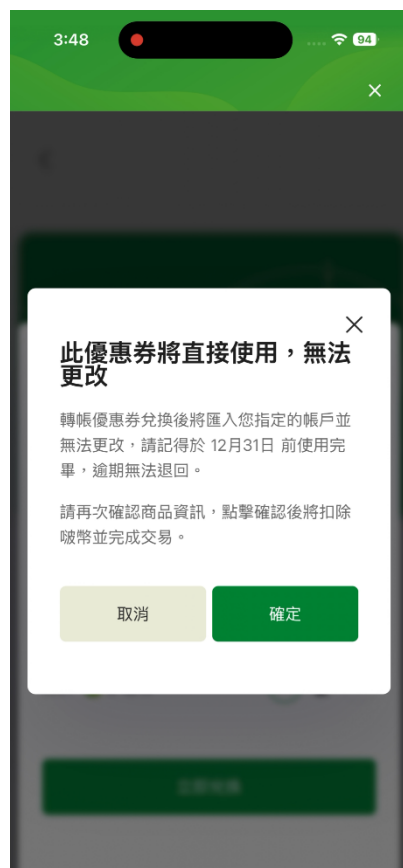 3:48
94
此優惠券將直接使用,無法
更改
轉帳優惠券兌換後將匯入您指定的帳戶並
無法更改,請記得於 12月31日 前使用完
畢,逾期無法退回。
請再次確認商品資訊,點擊確認後將扣除
啵幣並完成交易。
取消
確定